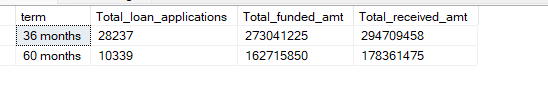 term Total_loan_applications Total_funded_amt Total_received_amt
36 months 28237 273041225 294709458
60 months 10339 162715850 178361475